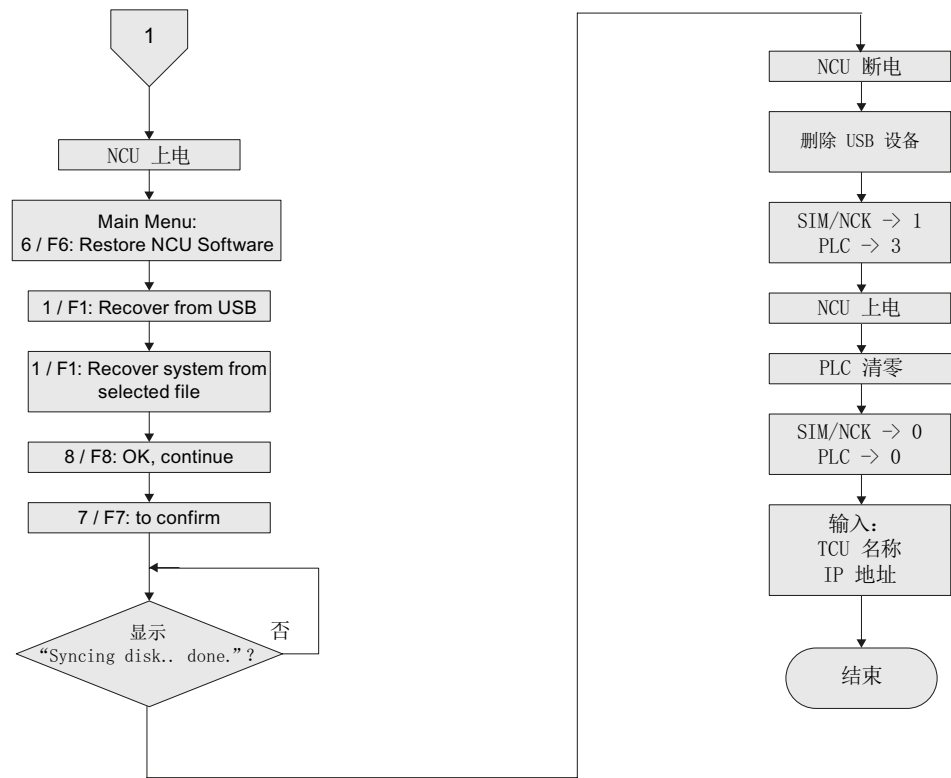 1
NCU 上电
Main Menu:
6 / F6: Restore NCU Software
1 / F1: Recover from USB
1 / F1: Recover system from
selected file
8 / F8: OK, continue
7 / F7: to confirm
显示
“Syncing disk.. done.”?
否
NCU 断电
删除 USB 设备
SIM/NCK -> 1
PLC -> 3
NCU 上电
PLC 清零
SIM/NCK -> 0
PLC -> 0
输入:
TCU 名称
IP 地址
结束